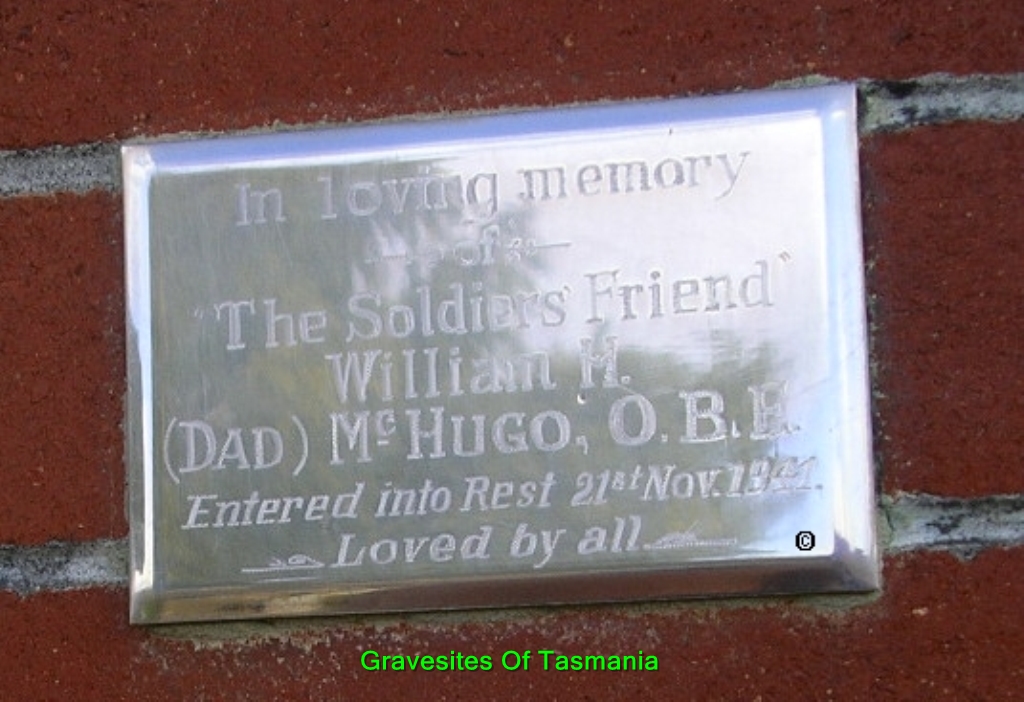 In loving memory
of
"The Soldiers' Friend"
William H.
(DAD) McHUGO, O.B.E.
Entered into Rest 21st Nov. 1941.
Loved by all
©
Gravesites Of Tasmania